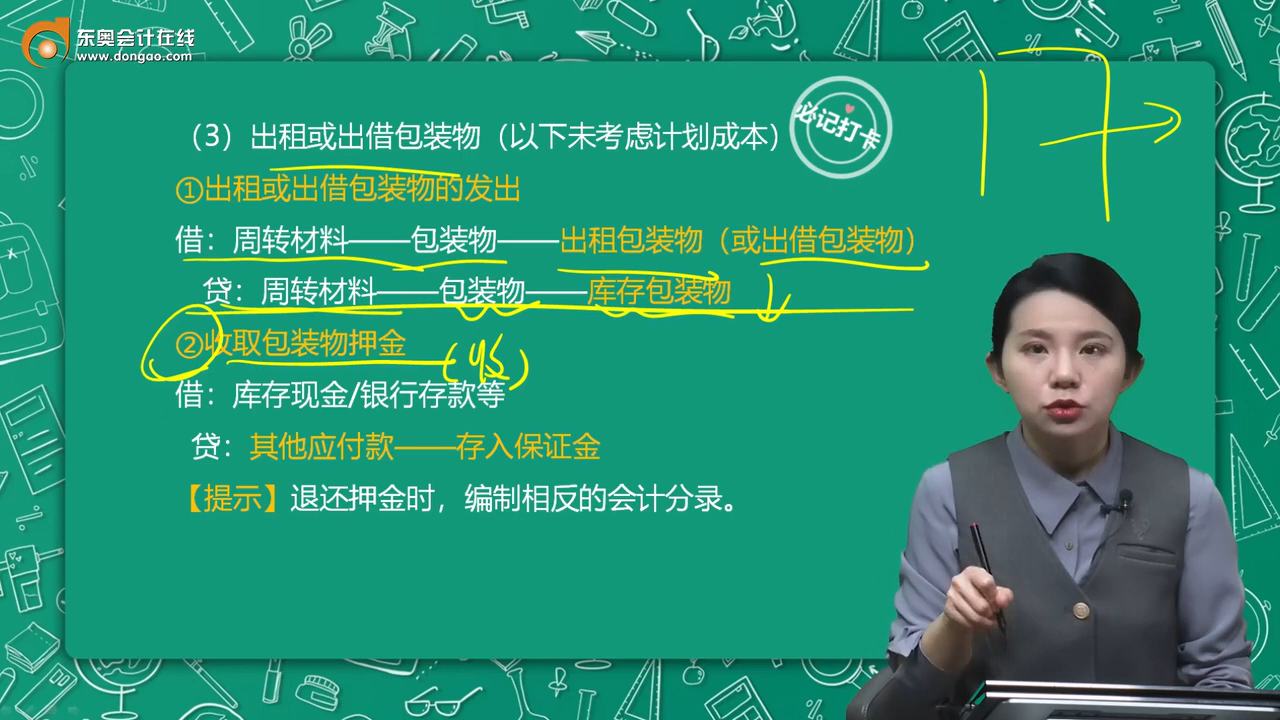 东奥会计在线
www.dongao.com
（3）出租或出借包装物（以下未考虑计划成本）
必记打卡
①出租或出借包装物的发出
借：周转材料——包装物——出租包装物（或出借包装物）
贷：周转材料——包装物——库存包装物
②收取包装物押金
借：库存现金/银行存款等
贷：其他应付款——存入保证金
【提示】退还押金时，编制相反的会计分录。